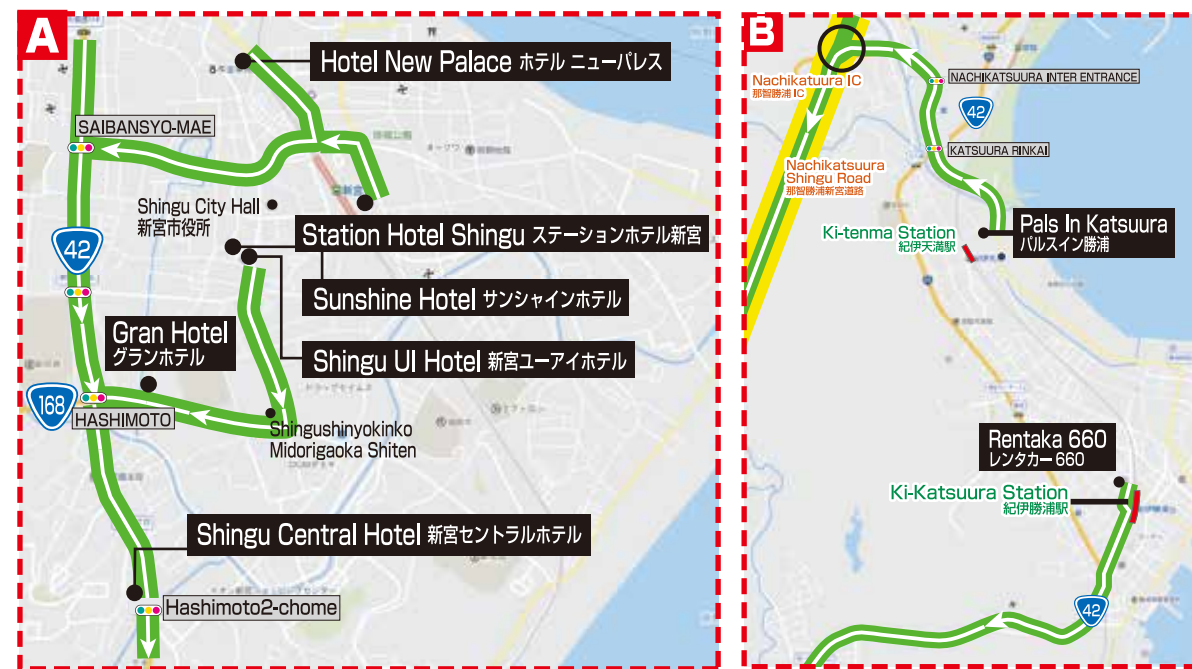 A
Hotel New Palace ホテル ニューパレス
SAIBANSYO-MAE
Shingu City Hall
新宮市役所
Station Hotel Shingu ステーションホテル新宮
42
Sunshine Hotel サンシャインホテル
Gran Hotel
グランホテル
Shingu UI Hotel 新宮ユーアイホテル
168
HASHIMOTO
Shingushinyokinko
Midorigaoka Shiten
Shingu Central Hotel 新宮セントラルホテル
Hashimoto2-chome
B
Nachikatuura IC
那智勝浦 IC
NACHIKATSUURA INTER ENTRANCE
42
KATSUURA RINKAI
Nachikatsuura
Shingu Road
那智勝浦新宮道路
Pals In Katsuura
パルスイン勝浦
Ki-tenma Station
紀伊天満駅
Rentaka 660
レンタカー 660
Ki-Katsuura Station
紀伊勝浦駅
42